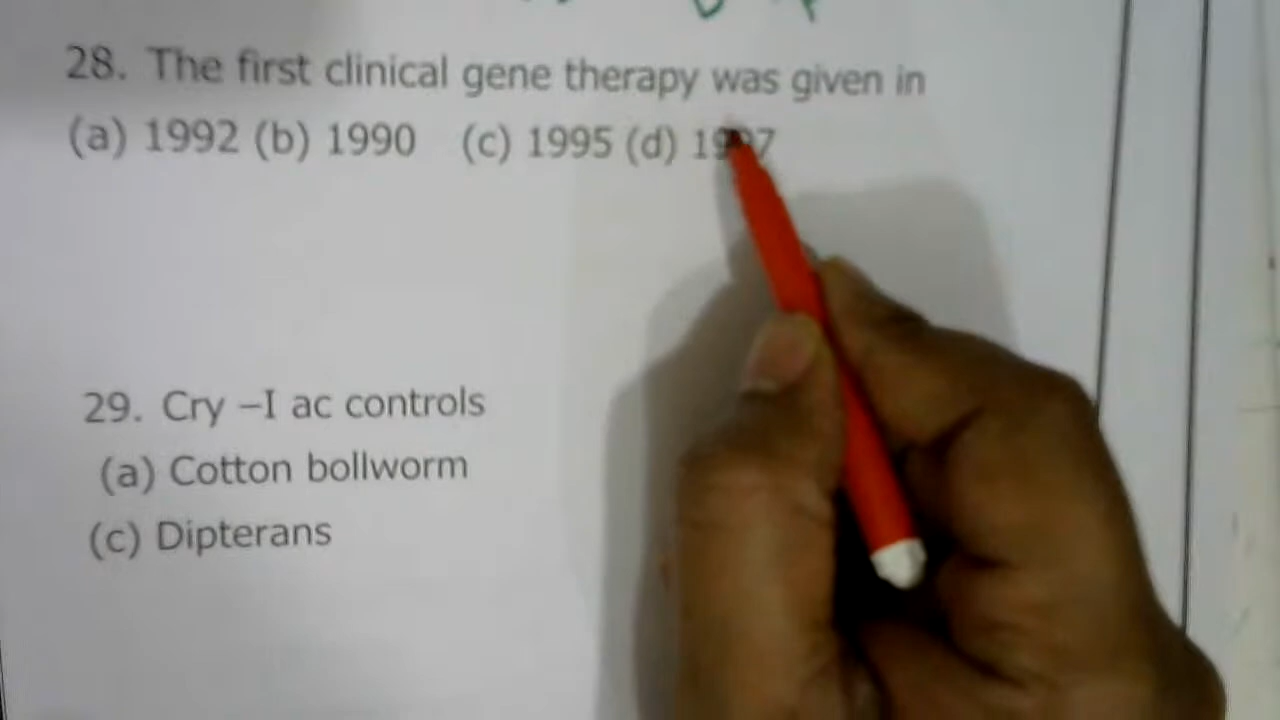 28. The first clinical gene therapy was given in
(a) 1992 (b) 1990 (c) 1995 (d) 1997
29. Cry –I ac controls
(a) Cotton bollworm
(c) Dipterans